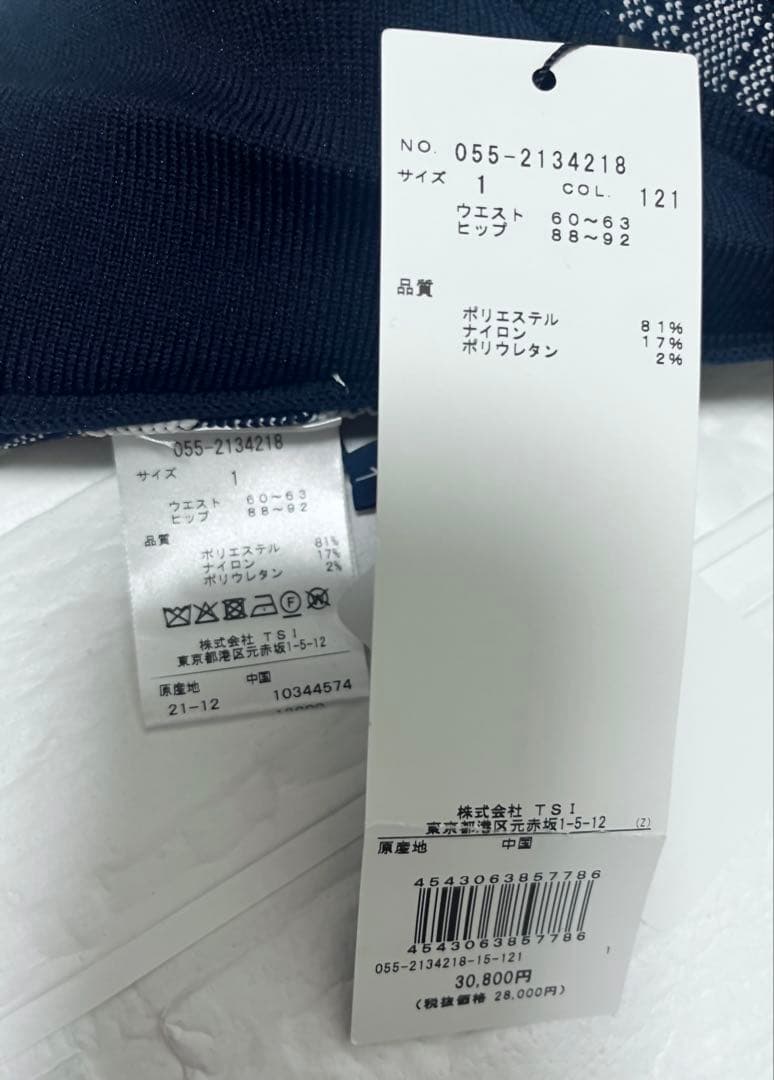 NO. 055-2134218
サイズ 1 COL. 121
ウエスト 60～63
ヒップ 88～92
品質
ポリエステル 81%
ナイロン 17%
ポリウレタン 2%
株式会社 TSI
東京都港区元赤坂1-5-12 (Z)
原産地 中国
4543063857786
4543063857786
055-2134218-15-121 1
30,800円
(税抜価格 28,000円)
055-2134218
サイズ 1
ウエスト 60～63
ヒップ 88～92
品質
ポリエステル 81%
ナイロン 17%
ポリウレタン 2%
株式会社 TSI
東京都港区元赤坂1-5-12
原産地 中国
21-12 10344574